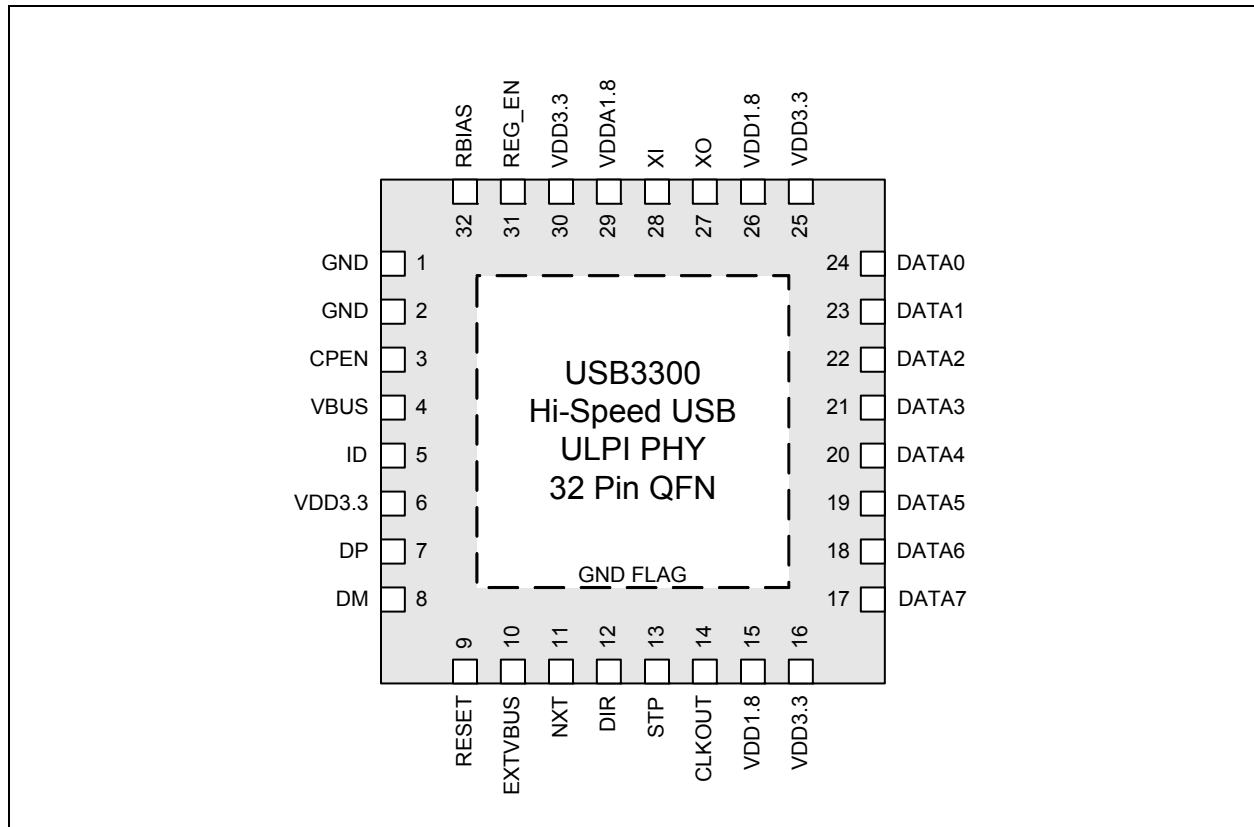 RBIAS
REG_EN
VDD3.3
VDDA1.8
XI
XO
VDD1.8
VDD3.3
32
31
30
29
28
27
26
25
GND 1
GND 2
CPEN 3
VBUS 4
ID 5
VDD3.3 6
DP 7
DM 8
USB3300
Hi-Speed USB
ULPI PHY
32 Pin QFN
GND FLAG
24 DATA0
23 DATA1
22 DATA2
21 DATA3
20 DATA4
19 DATA5
18 DATA6
17 DATA7
9
10
11
12
13
14
15
16
RESET
EXTVBUS
NXT
DIR
STP
CLKOUT
VDD1.8
VDD3.3